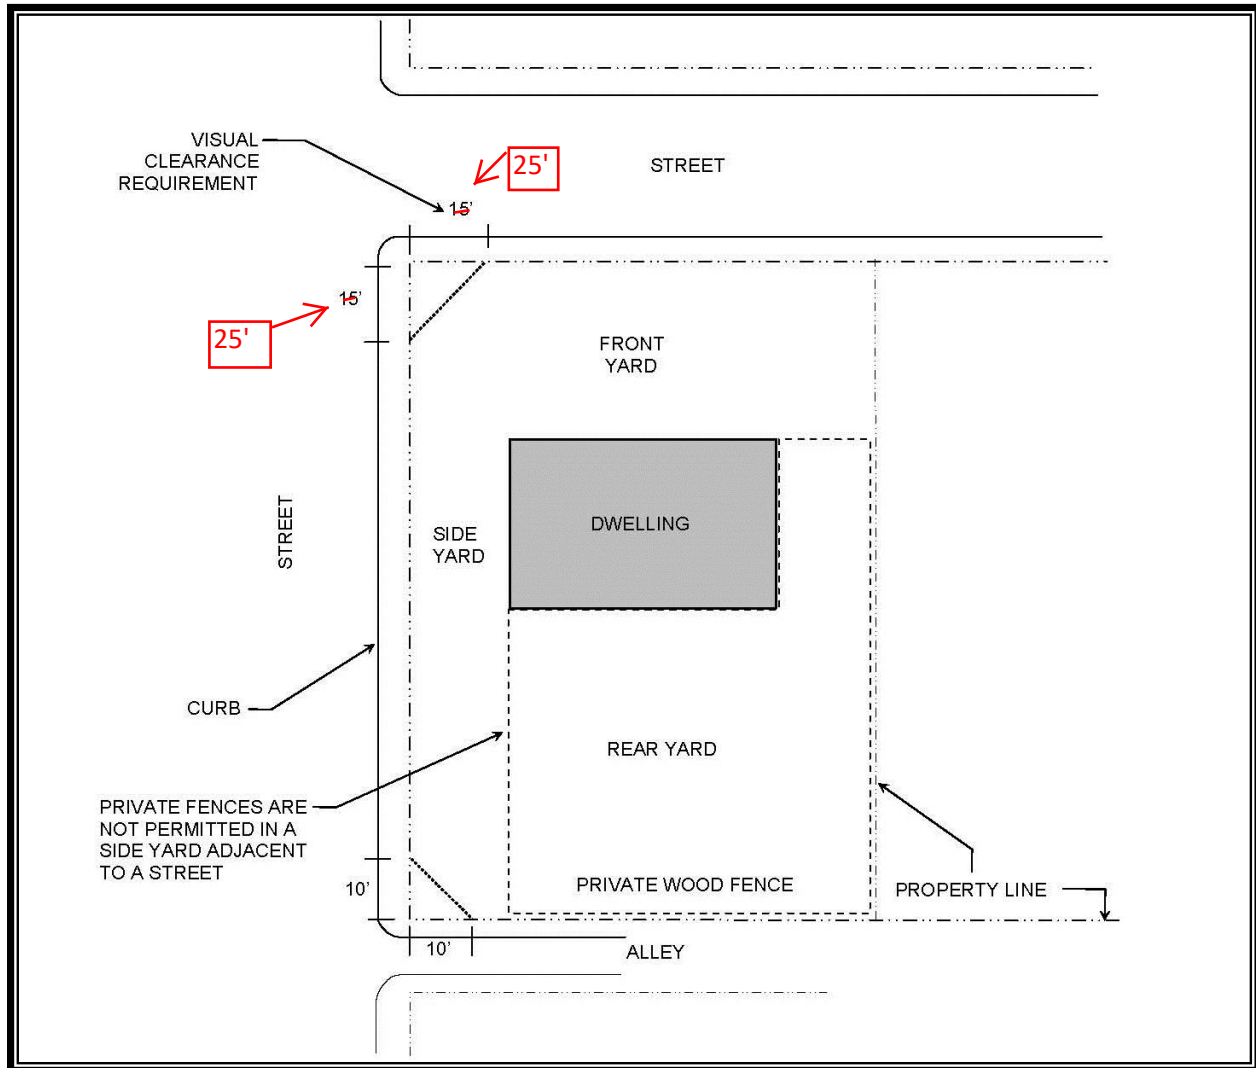 VISUAL
CLEARANCE
REQUIREMENT
25'
STREET
15'
15'
25'
FRONT
YARD
STREET
SIDE
YARD
DWELLING
CURB
REAR YARD
PRIVATE FENCES ARE
NOT PERMITTED IN A
SIDE YARD ADJACENT
TO A STREET
10'
PRIVATE WOOD FENCE
PROPERTY LINE
10'
ALLEY